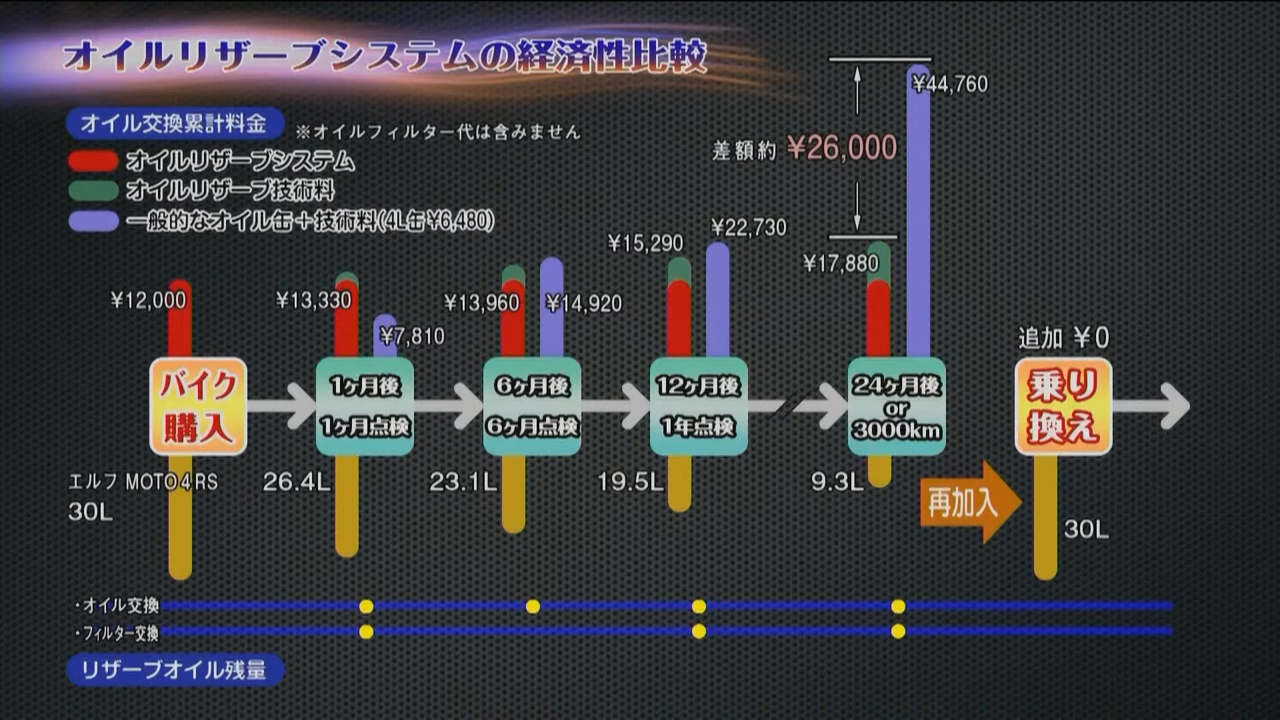 オイルリザーブシステムの経済性比較
オイル交換累計料金
※オイルフィルター代は含みません
オイルリザーブシステム
オイルリザーブ技術料
一般的なオイル缶＋技術料(4L缶¥6,480)
差額約 ¥26,000
¥44,760
¥12,000
¥13,330
¥7,810
¥13,960
¥14,920
¥15,290
¥22,730
¥17,880
追加 ¥0
バイク
購入
1ヶ月後
1ヶ月点検
6ヶ月後
6ヶ月点検
12ヶ月後
1年点検
24ヶ月後
or
3000km
乗り
換え
エルフ MOTO4RS
30L
26.4L
23.1L
19.5L
9.3L
再加入
30L
・オイル交換
・フィルター交換
リザーブオイル残量